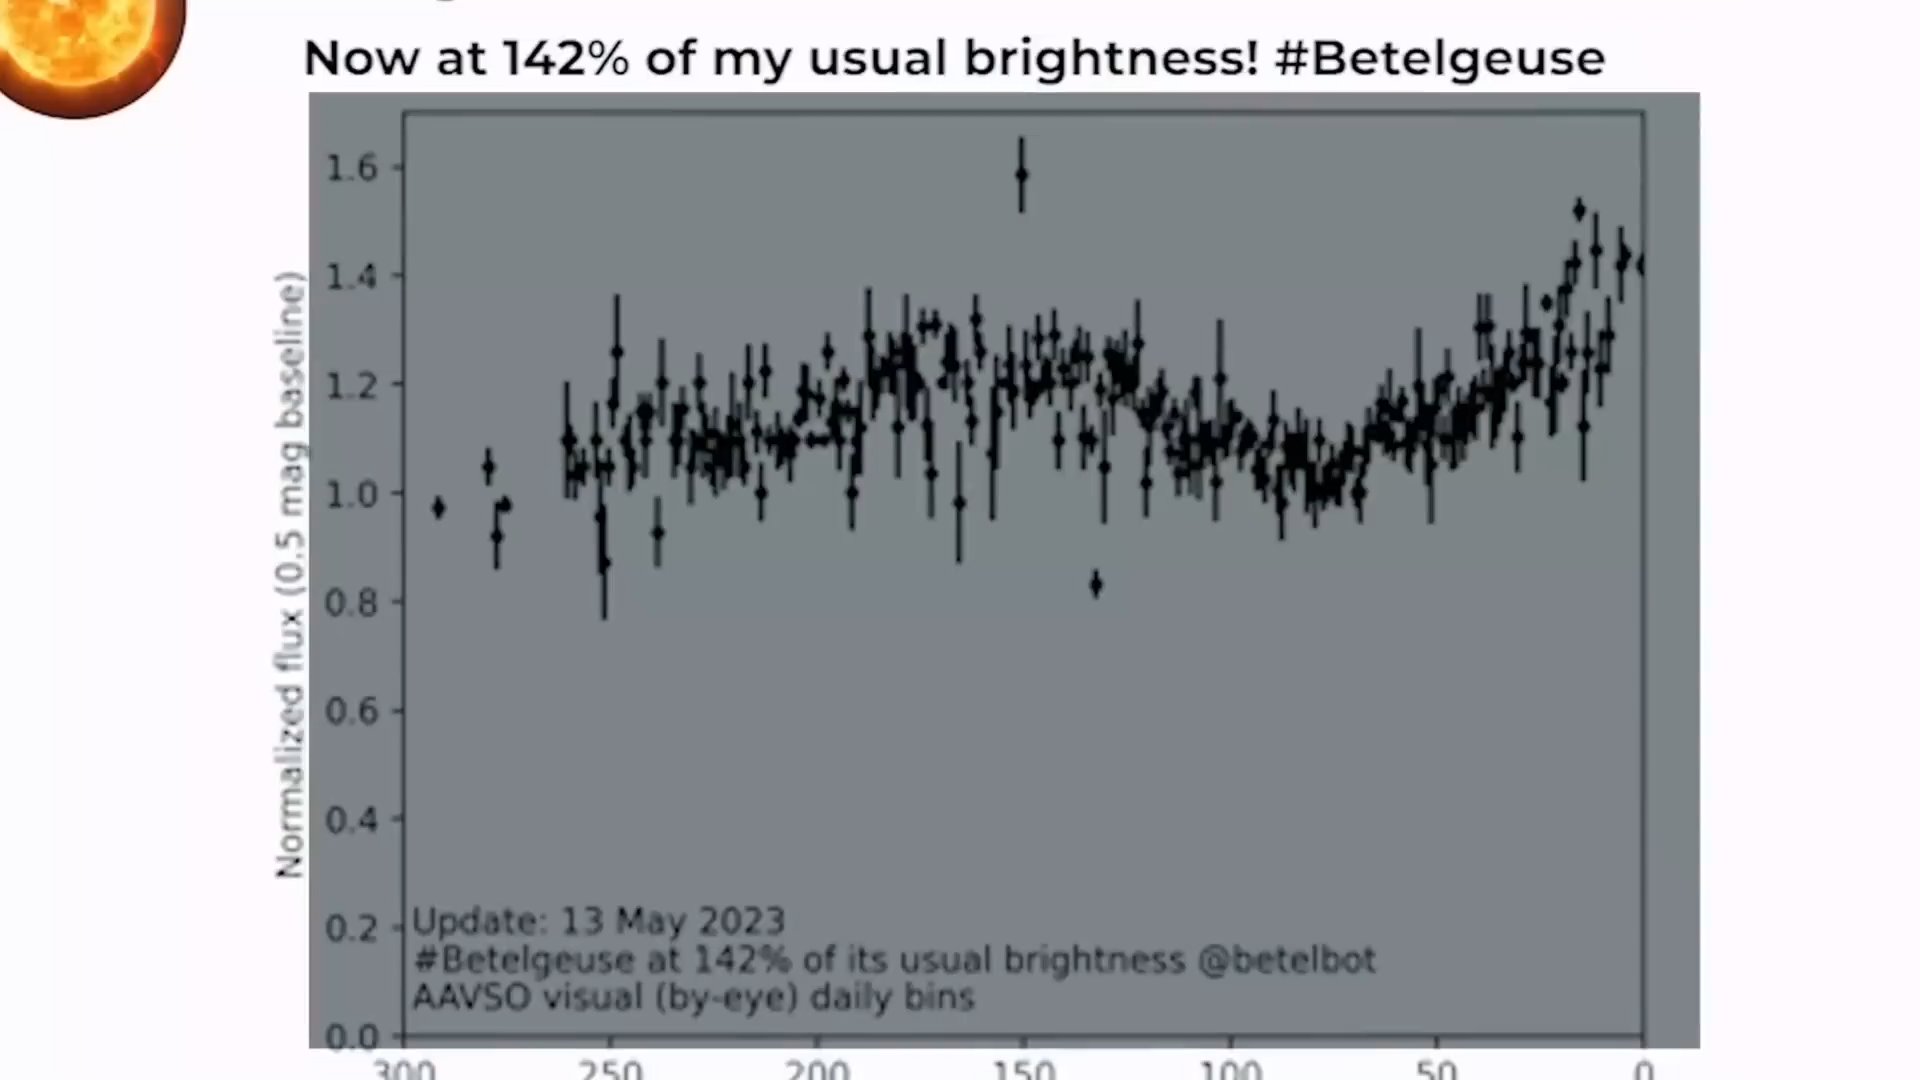 Now at 142% of my usual brightness! #Betelgeuse
Normalized flux (0.5 mag baseline)
1.6
1.4
1.2
1.0
0.8
0.6
0.4
0.2
0.0
Update: 13 May 2023
#Betelgeuse at 142% of its usual brightness @betelbot
AAVSO visual (by-eye) daily bins
300 250 200 150 100 50 0